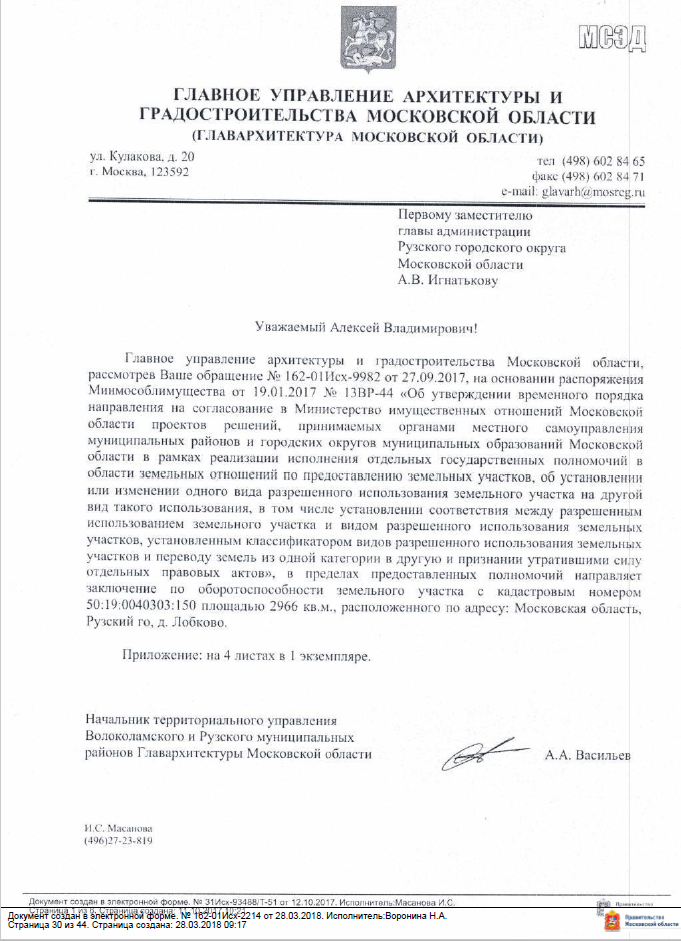 МСЭД
ГЛАВНОЕ УПРАВЛЕНИЕ АРХИТЕКТУРЫ И
ГРАДОСТРОИТЕЛЬСТВА МОСКОВСКОЙ ОБЛАСТИ
(ГЛАВАРХИТЕКТУРА МОСКОВСКОЙ ОБЛАСТИ)
ул. Кулакова, д. 20
г. Москва, 123592
тел (498) 602 84 65
факс (498) 602 84 71
e-mail: glavarh@mosreg.ru
Первому заместителю
главы администрации
Рузского городского округа
Московской области
А.В. Игнатькову
Уважаемый Алексей Владимирович!
Главное управление архитектуры и градостроительства Московской области,
рассмотрев Ваше обращение № 162-01Исх-9982 от 27.09.2017, на основании распоряжения
Минмособлимущества от 19.01.2017 № 13ВР-44 «Об утверждении временного порядка
направления на согласование в Министерство имущественных отношений Московской
области проектов решений, принимаемых органами местного самоуправления
муниципальных районов и городских округов муниципальных образований Московской
области в рамках реализации исполнения отдельных государственных полномочий в
области земельных отношений по предоставлению земельных участков, об установлении
или изменении одного вида разрешенного использования земельного участка на другой
вид такого использования, в том числе установлении соответствия между разрешенным
использованием земельного участка и видом разрешенного использования земельных
участков, установленным классификатором видов разрешенного использования земельных
участков и переводу земель из одной категории в другую и признании утратившими силу
отдельных правовых актов», в пределах предоставленных полномочий направляет
заключение по оборотоспособности земельного участка с кадастровым номером
50:19:0040303:150 площадью 2966 кв.м., расположенного по адресу: Московская область,
Рузский го, д. Лобково.
Приложение: на 4 листах в 1 экземпляре.
Начальник территориального управления
Волоколамского и Рузского муниципальных
районов Главархитектуры Московской области
А.А. Васильев
И.С. Масанова
(496)27-23-819
Документ создан в электронной форме. № 31Исх-93488/Т-51 от 12.10.2017. Исполнитель:Масанова И.С.
Страница 1 из 6. Страница создана: 11.10.2017 10:21
Документ создан в электронной форме. № 162-01Исх-2214 от 28.03.2018. Исполнитель:Воронина Н.А.
Страница 30 из 44. Страница создана: 28.03.2018 09:17
Правительство
Московской области